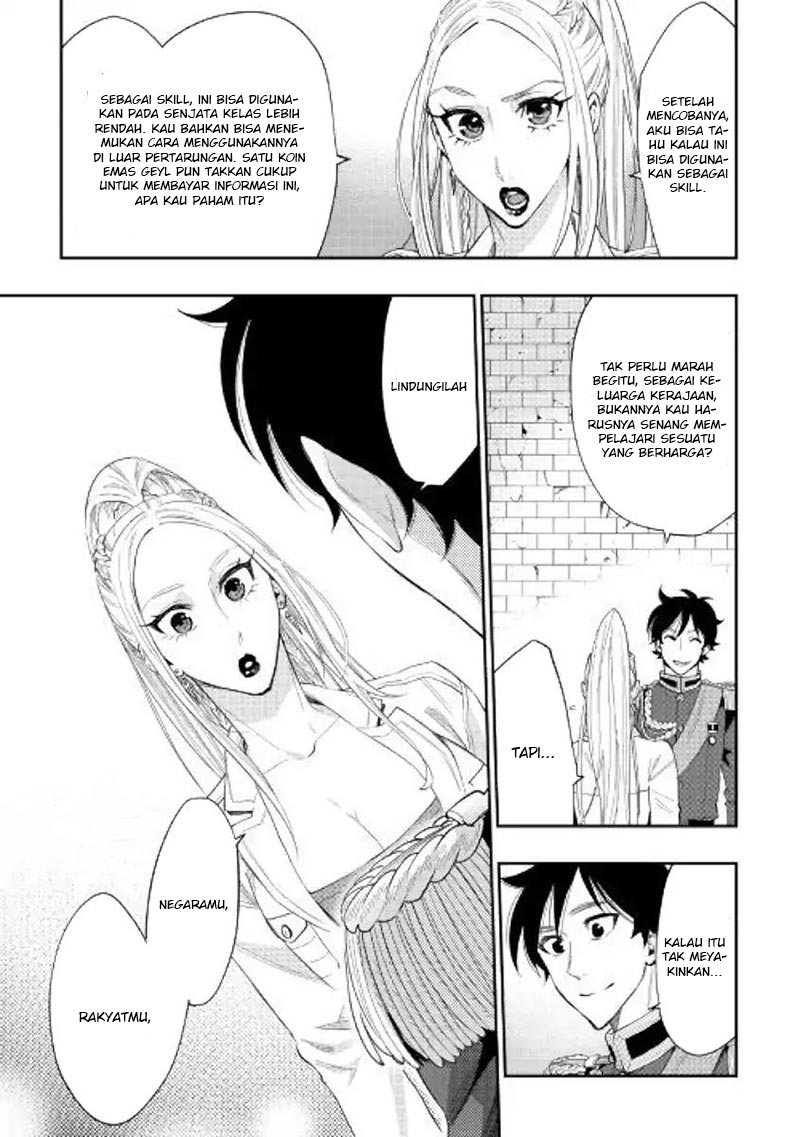 SETELAH
MENCOBANYA,
AKU BISA TA-
HU KALAU INI
BISA DIGUNA-
KAN SEBAGAI
SKILL.
SEBAGAI SKILL, INI BISA DIGUNA-
KAN PADA SENJATA KELAS LEBIH
RENDAH. KAU BAHKAN BISA MENE-
MUKAN CARA MENGGUNAKANNYA
DI LUAR PERTARUNGAN. SATU KOIN
EMAS GEYL PUN TAKKAN CUKUP
UNTUK MEMBAYAR INFORMASI INI,
APA KAU PAHAM ITU?
TAK PERLU MARAH
BEGITU, SEBAGAI KE-
LUARGA KERAJAAN,
BUKANNYA KAU HA-
RUSNYA SENANG MEM-
PELAJARI SESUATU
YANG BERHARGA?
TAPI...
KALAU ITU
TAK MEYA-
KINKAN...
LINDUNGILAH
NEGARAMU,
RAKYATMU,